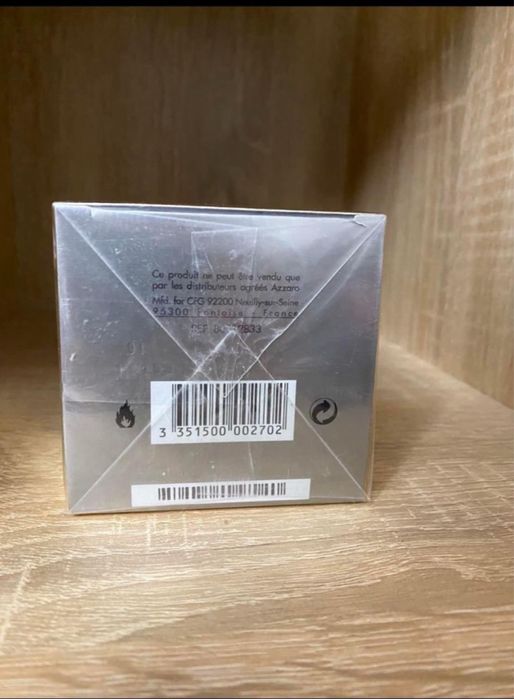 Ce produit ne peut être vendu que
par les distributeurs agréés Azzaro
Mfd. for CFG 92200 Neuilly-sur-Seine
95300 Pontoise - France
REF
3 351500 002702